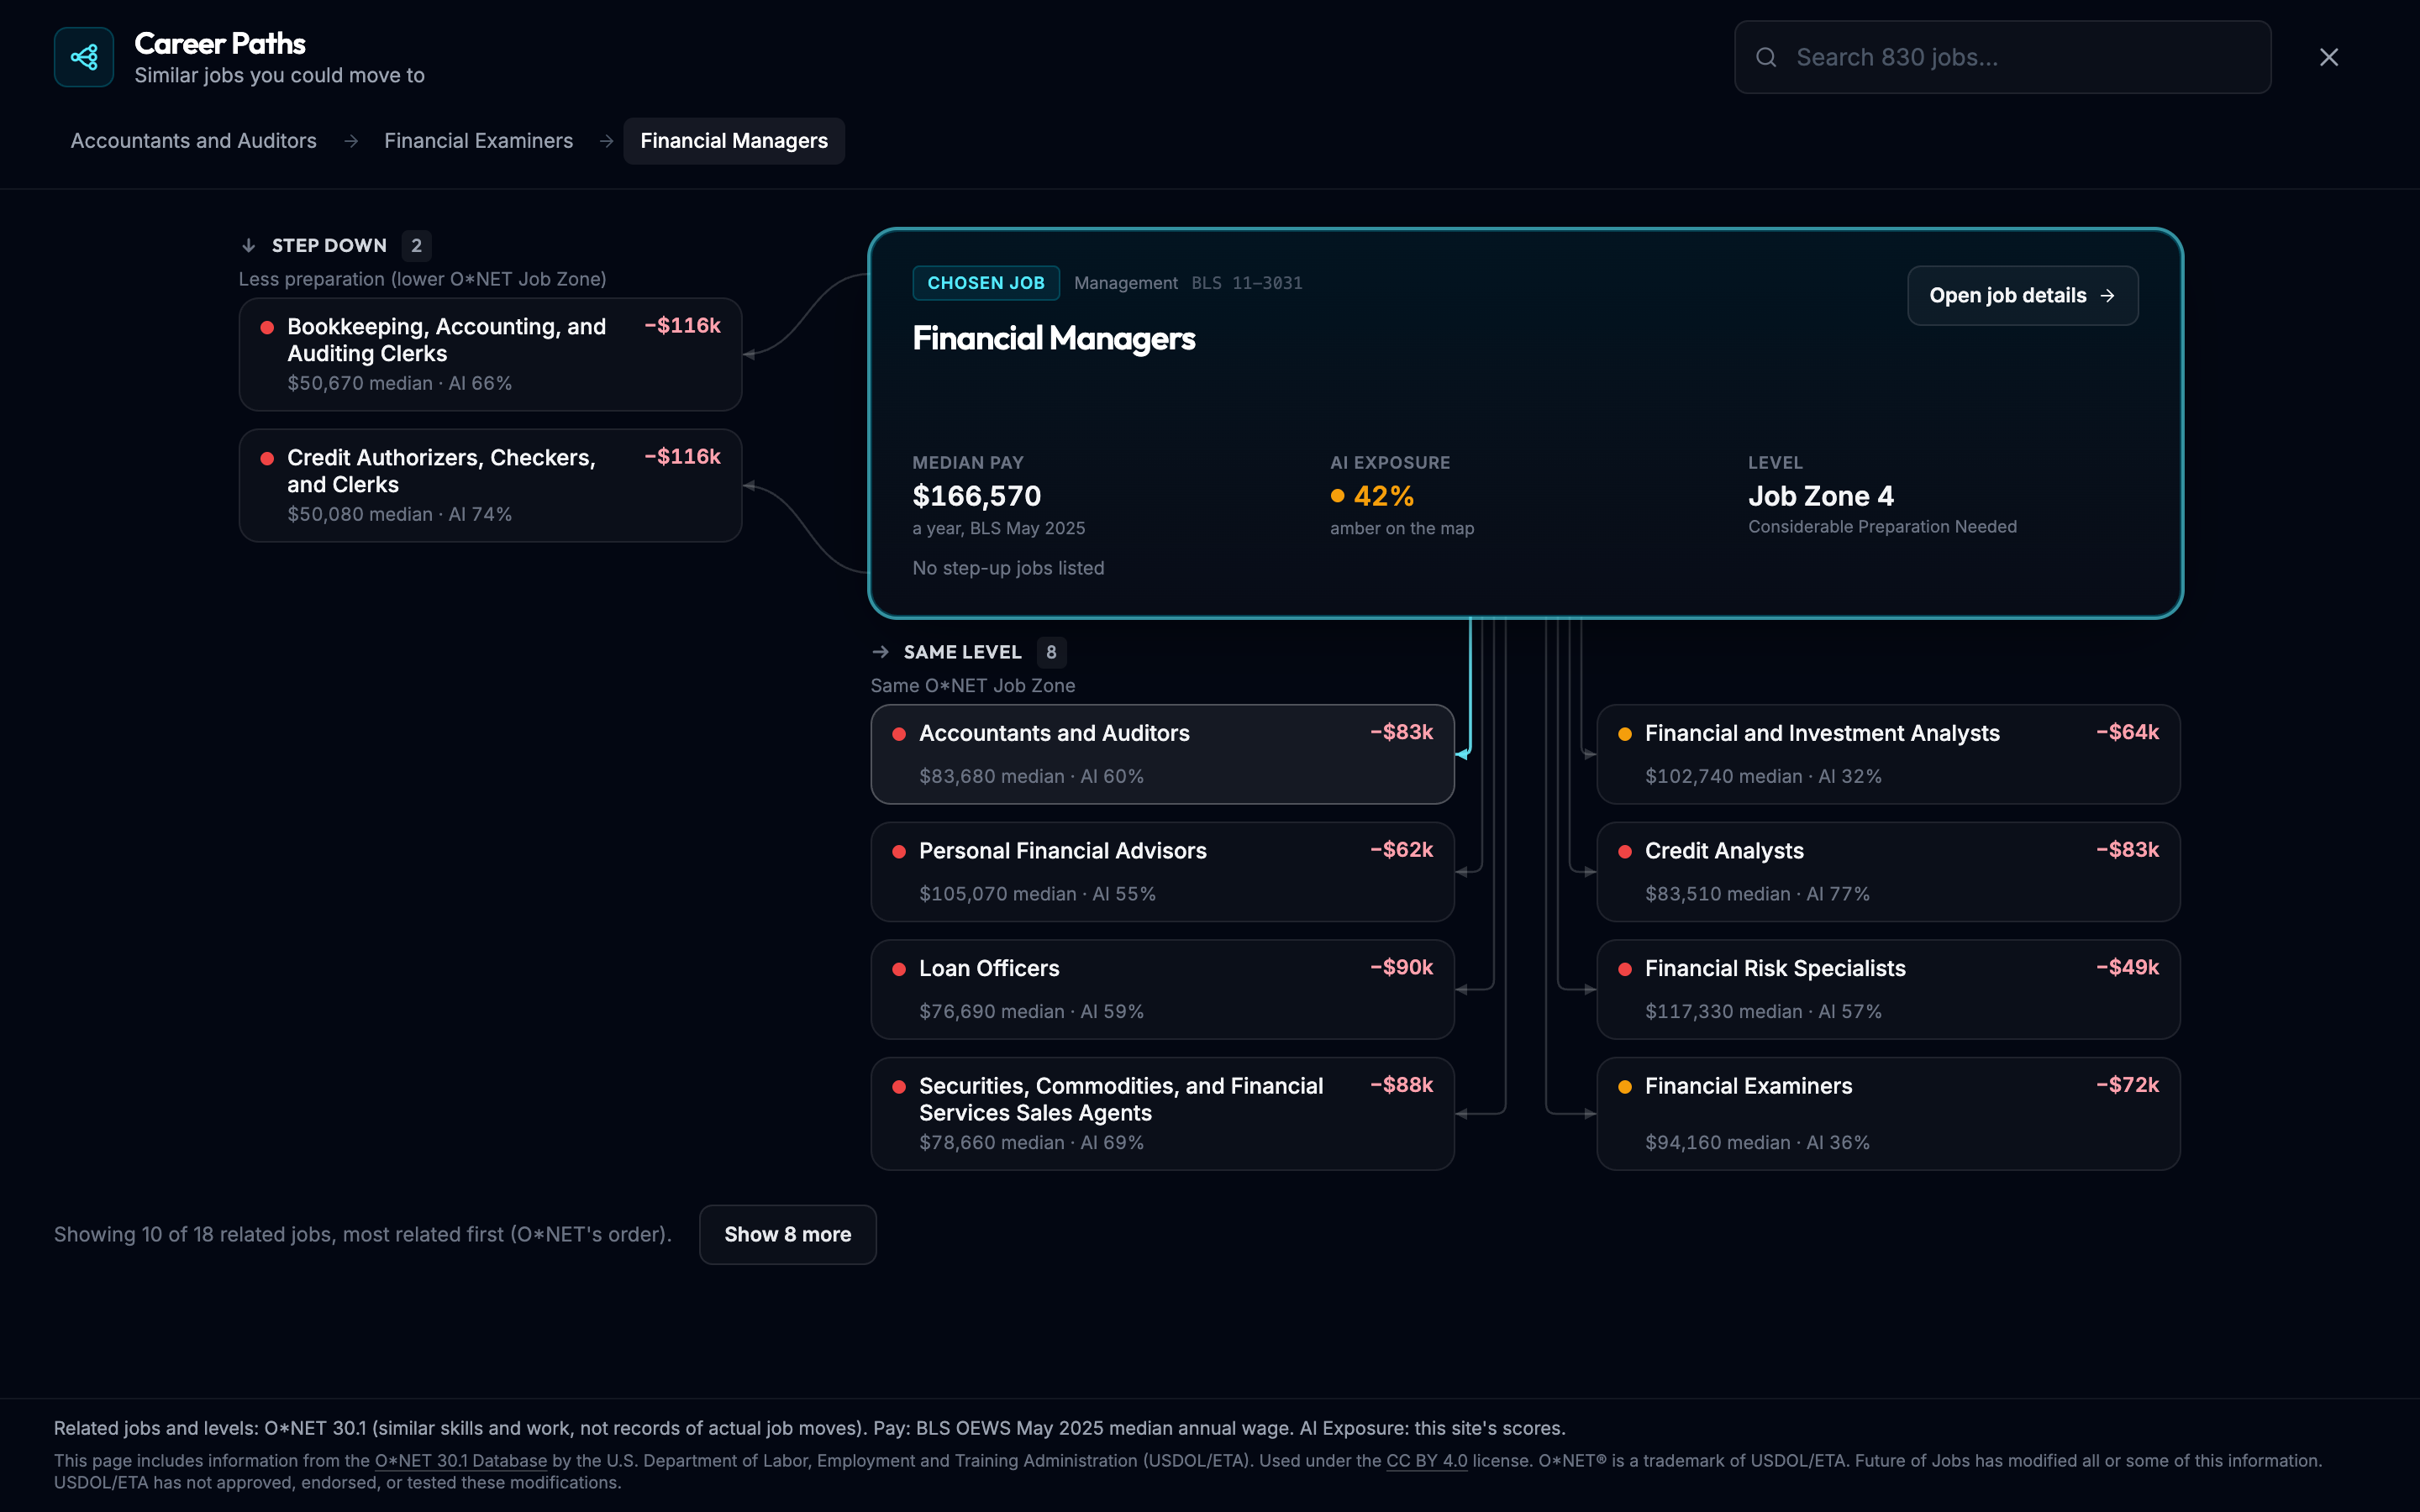 Career Paths
Similar jobs you could move to
Search 830 jobs...
Accountants and Auditors → Financial Examiners → Financial Managers
↓ STEP DOWN 2
Less preparation (lower O*NET Job Zone)
Bookkeeping, Accounting, and −$116k
Auditing Clerks
$50,670 median · AI 66%
Credit Authorizers, Checkers, −$116k
and Clerks
$50,080 median · AI 74%
CHOSEN JOB Management BLS 11–3031
Open job details →
Financial Managers
MEDIAN PAY
$166,570
a year, BLS May 2025
No step-up jobs listed
AI EXPOSURE
42%
amber on the map
LEVEL
Job Zone 4
Considerable Preparation Needed
→ SAME LEVEL 8
Same O*NET Job Zone
Accountants and Auditors −$83k
$83,680 median · AI 60%
Financial and Investment Analysts −$64k
$102,740 median · AI 32%
Personal Financial Advisors −$62k
$105,070 median · AI 55%
Credit Analysts −$83k
$83,510 median · AI 77%
Loan Officers −$90k
$76,690 median · AI 59%
Financial Risk Specialists −$49k
$117,330 median · AI 57%
Securities, Commodities, and Financial −$88k
Services Sales Agents
$78,660 median · AI 69%
Financial Examiners −$72k
$94,160 median · AI 36%
Showing 10 of 18 related jobs, most related first (O*NET's order).
Show 8 more
Related jobs and levels: O*NET 30.1 (similar skills and work, not records of actual job moves). Pay: BLS OEWS May 2025 median annual wage. AI Exposure: this site's scores.
This page includes information from the O*NET 30.1 Database by the U.S. Department of Labor, Employment and Training Administration (USDOL/ETA). Used under the CC BY 4.0 license. O*NET® is a trademark of USDOL/ETA. Future of Jobs has modified all or some of this information.
USDOL/ETA has not approved, endorsed, or tested these modifications.